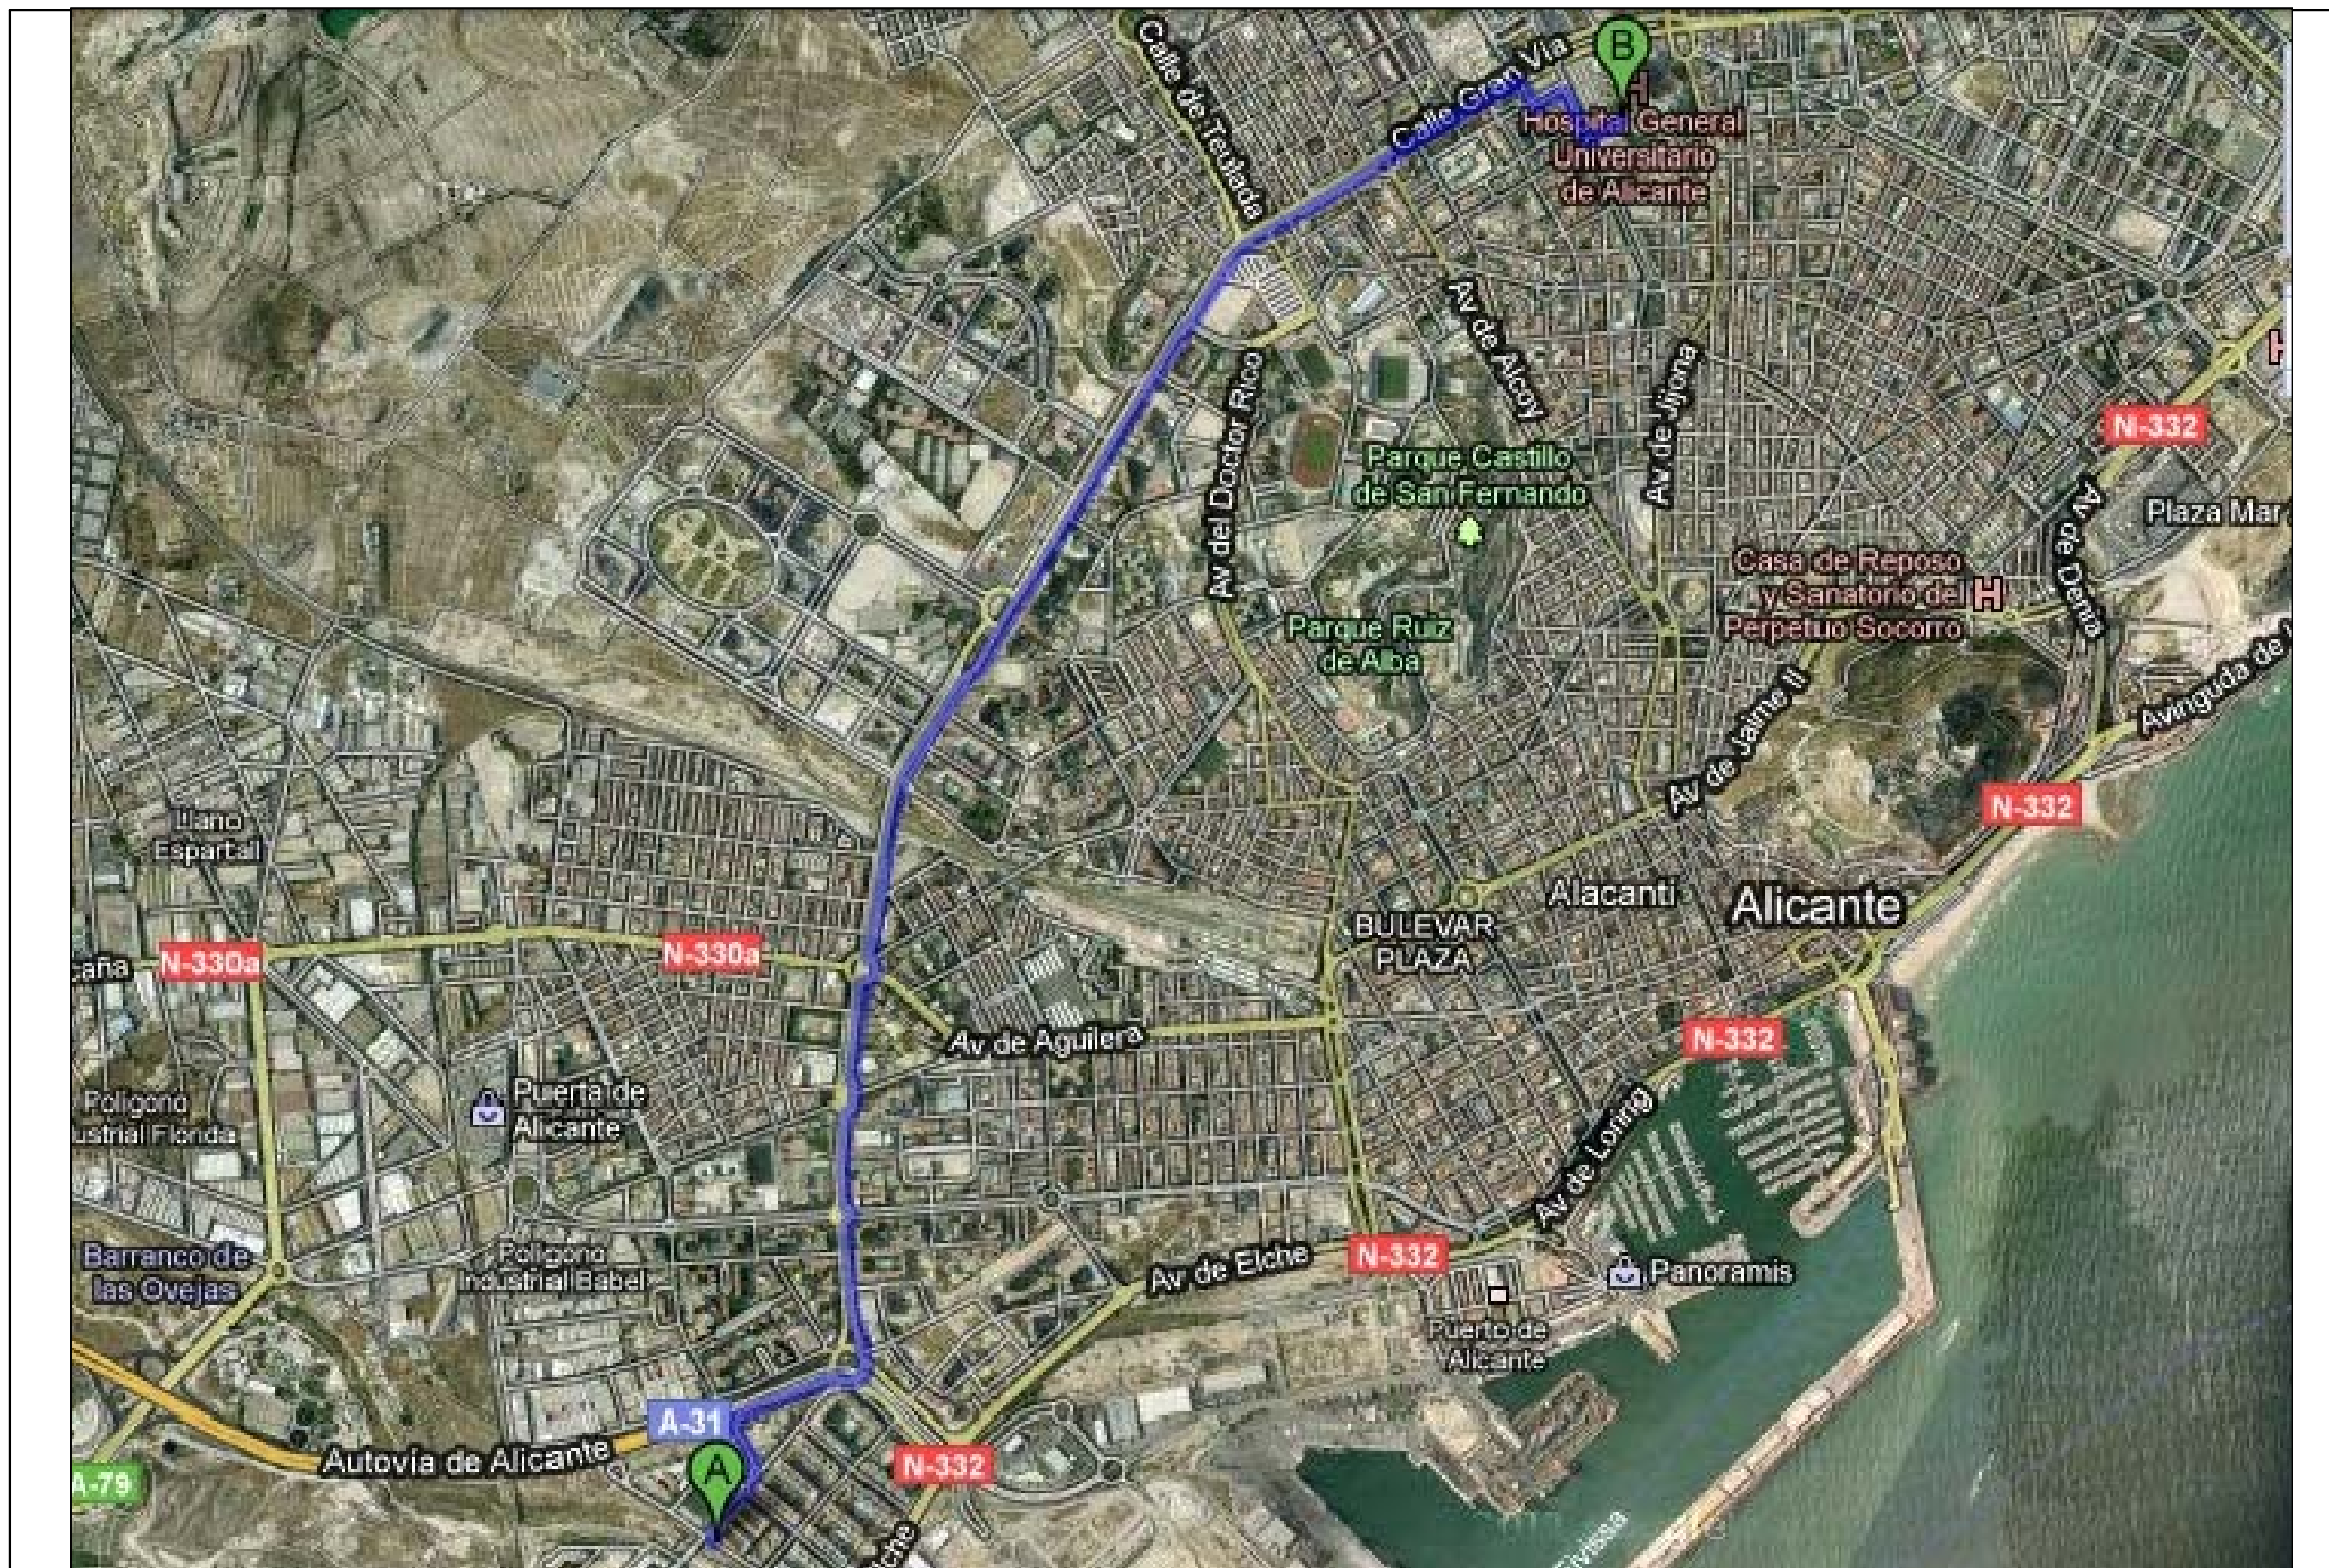 Calle de Teulada
Calle Gran Vía
B
H
Hospital General
Universitario
de Alicante
Av de Alcoy
Av de Jijona
Av del Doctor Rico
H
N-332
Parque Castillo
de San Fernando
Av de Denia
Plaza Mar
Casa de Reposo
y Sanatorio del
Perpetuo Socorro
H
Parque Ruiz
de Alba
Avinguda de
Av de Jaime II
N-332
Llano
Espartal
Alacantí
Alicante
BULEVAR
PLAZA
caña
N-330a
N-330a
Av de Aguilera
N-332
Puerta de
Alicante
Polígono
ustrial Florida
Av de Loring
Barranco de
las Ovejas
Polígono
Industrial Babel
Av de Elche
N-332
Panoramis
Puerto de
Alicante
A-31
Autovía de Alicante
A
N-332
A-79
lche